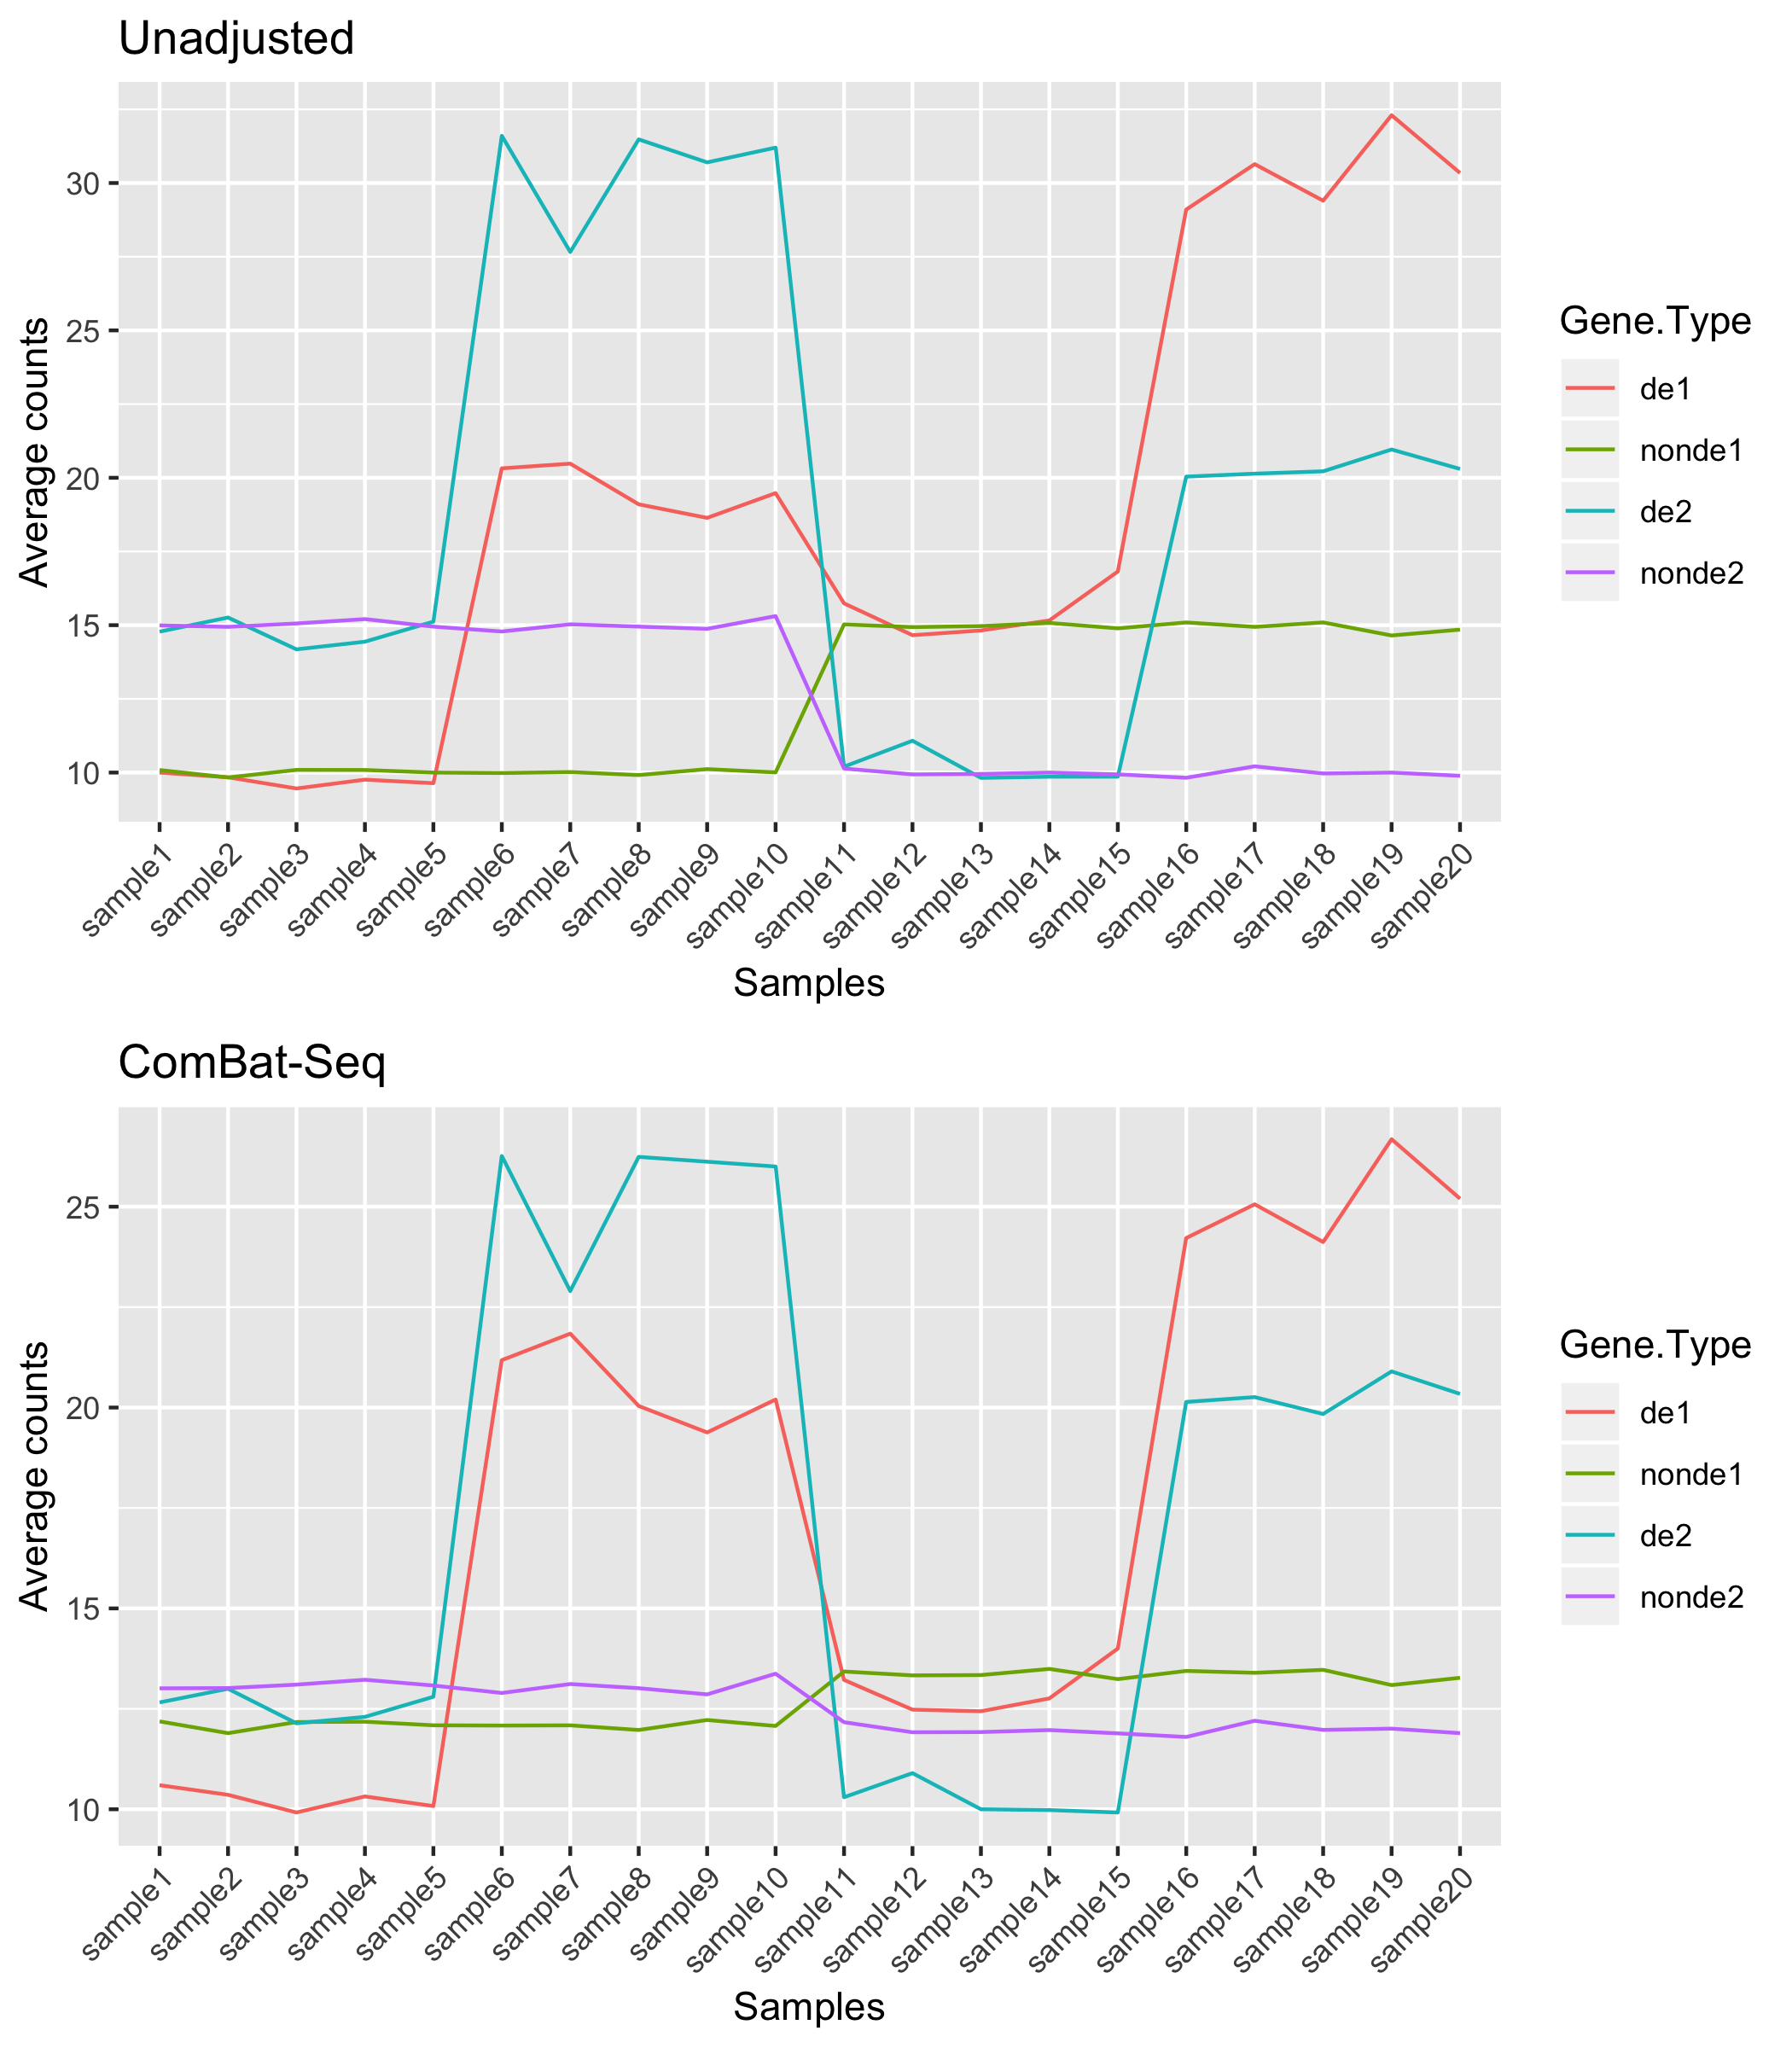 Unadjusted
Average counts
30
25
20
15
10
sample1
sample2
sample3
sample4
sample5
sample6
sample7
sample8
sample9
sample10
sample11
sample12
sample13
sample14
sample15
sample16
sample17
sample18
sample19
sample20
Samples
Gene.Type
de1
nonde1
de2
nonde2
ComBat-Seq
Average counts
25
20
15
10
sample1
sample2
sample3
sample4
sample5
sample6
sample7
sample8
sample9
sample10
sample11
sample12
sample13
sample14
sample15
sample16
sample17
sample18
sample19
sample20
Samples
Gene.Type
de1
nonde1
de2
nonde2